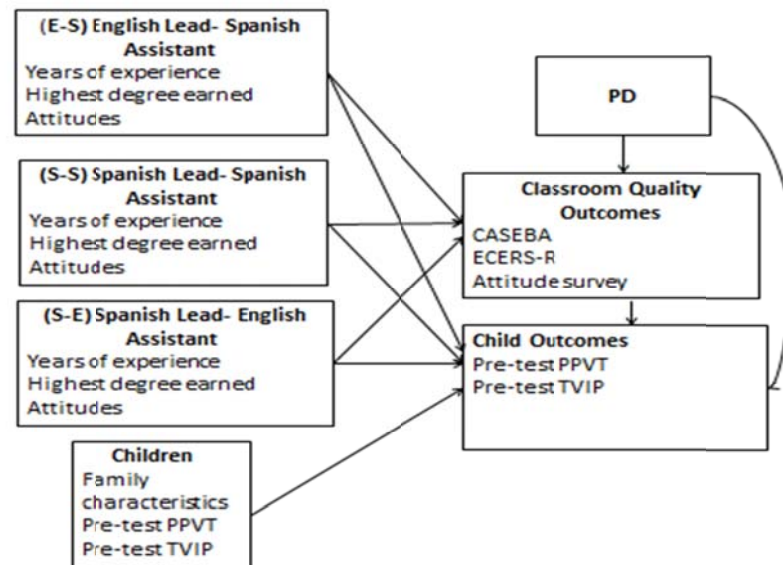 (E-S) English Lead- Spanish
Assistant
Years of experience
Highest degree earned
Attitudes
(S-S) Spanish Lead- Spanish
Assistant
Years of experience
Highest degree earned
Attitudes
(S-E) Spanish Lead- English
Assistant
Years of experience
Highest degree earned
Attitudes
Children
Family
characteristics
Pre-test PPVT
Pre-test TVIP
PD
Classroom Quality
Outcomes
CASEBA
ECERS-R
Attitude survey
Child Outcomes
Pre-test PPVT
Pre-test TVIP